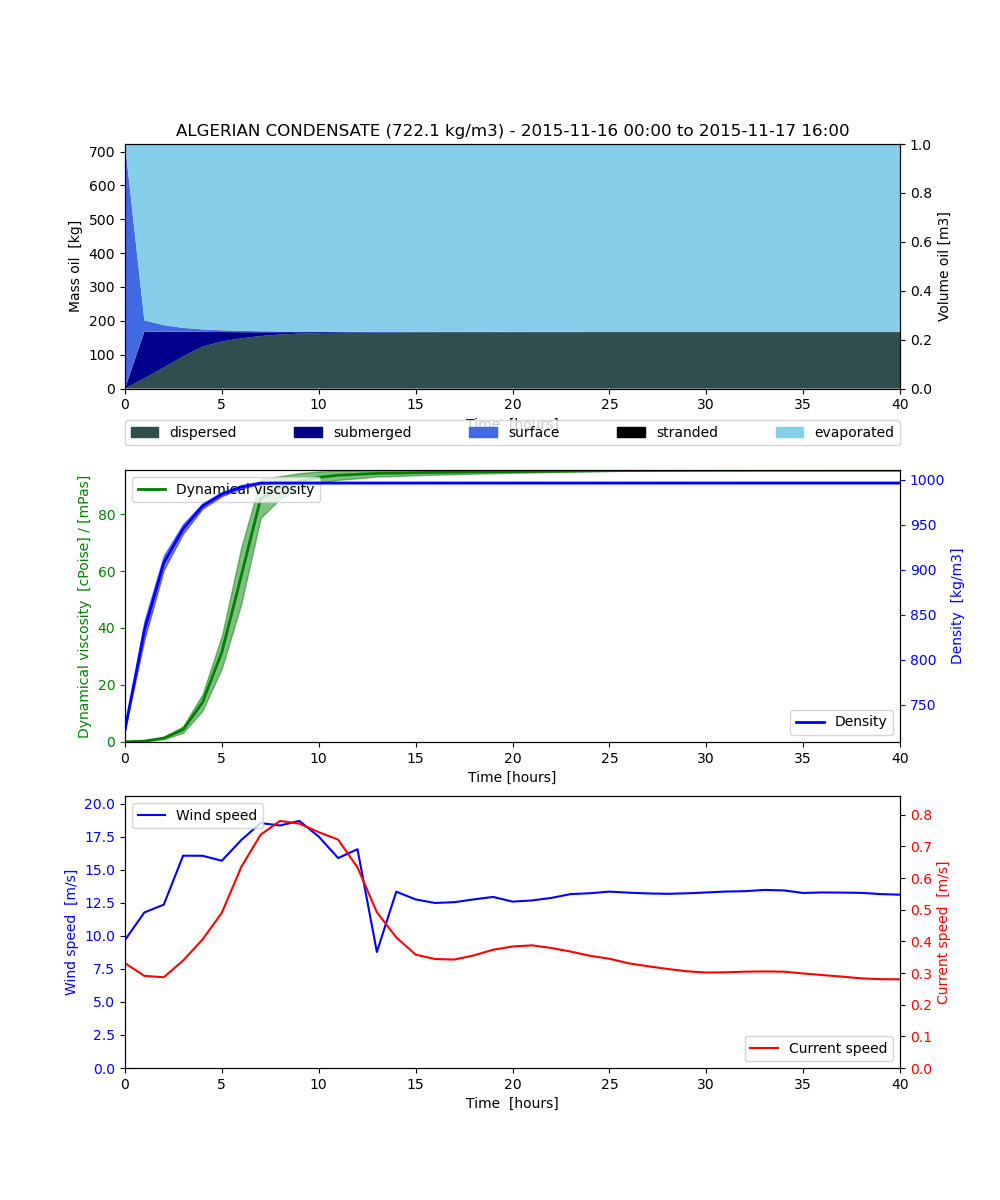 ALGERIAN CONDENSATE (722.1 kg/m3) - 2015-11-16 00:00 to 2015-11-17 16:00
Mass oil  [kg]
700
600
500
400
300
200
100
0
1.0
0.8
0.6
0.4
0.2
0.0
Volume oil [m3]
0 5 10 15 20 25 30 35 40
Time  [hours]
dispersed submerged surface stranded evaporated
Dynamical viscosity  [cPoise] / [mPas]
80
60
40
20
0
Dynamical viscosity
1000
950
900
850
800
750
Density  [kg/m3]
Density
0 5 10 15 20 25 30 35 40
Time [hours]
Wind speed  [m/s]
20.0
17.5
15.0
12.5
10.0
7.5
5.0
2.5
0.0
Wind speed
0.8
0.7
0.6
0.5
0.4
0.3
0.2
0.1
0.0
Current speed  [m/s]
Current speed
0 5 10 15 20 25 30 35 40
Time  [hours]